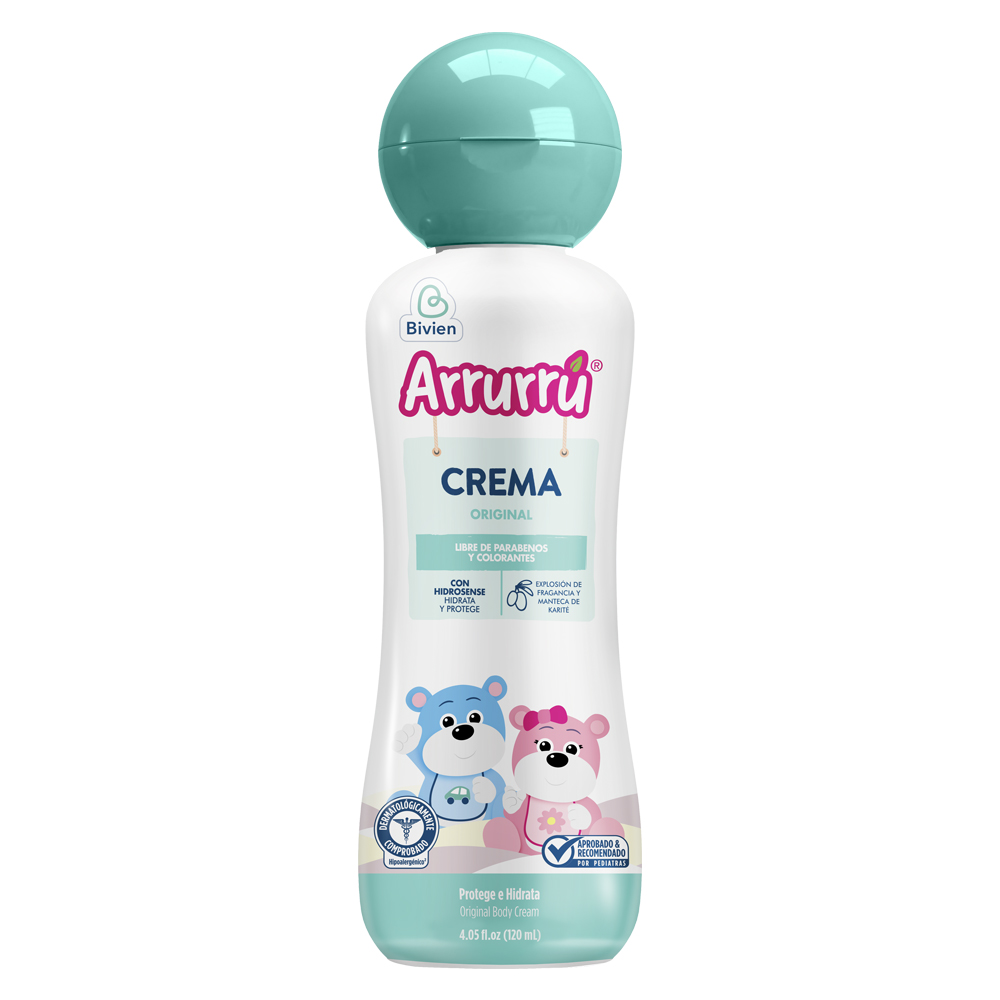 Bivien
Arrurrú®
CREMA
ORIGINAL
LIBRE DE PARABENOS
Y COLORANTES
CON
HIDROSENSE
HIDRATA
Y PROTEGE
EXPLOSIÓN DE
FRAGANCIA Y
MANTECA DE
KARITÉ
DERMATOLÓGICAMENTE
COMPROBADO
Hipoalergénico²
APROBADO &
RECOMENDADO
POR PEDIATRAS
Protege e Hidrata
Original Body Cream
4.05 fl.oz (120 mL)